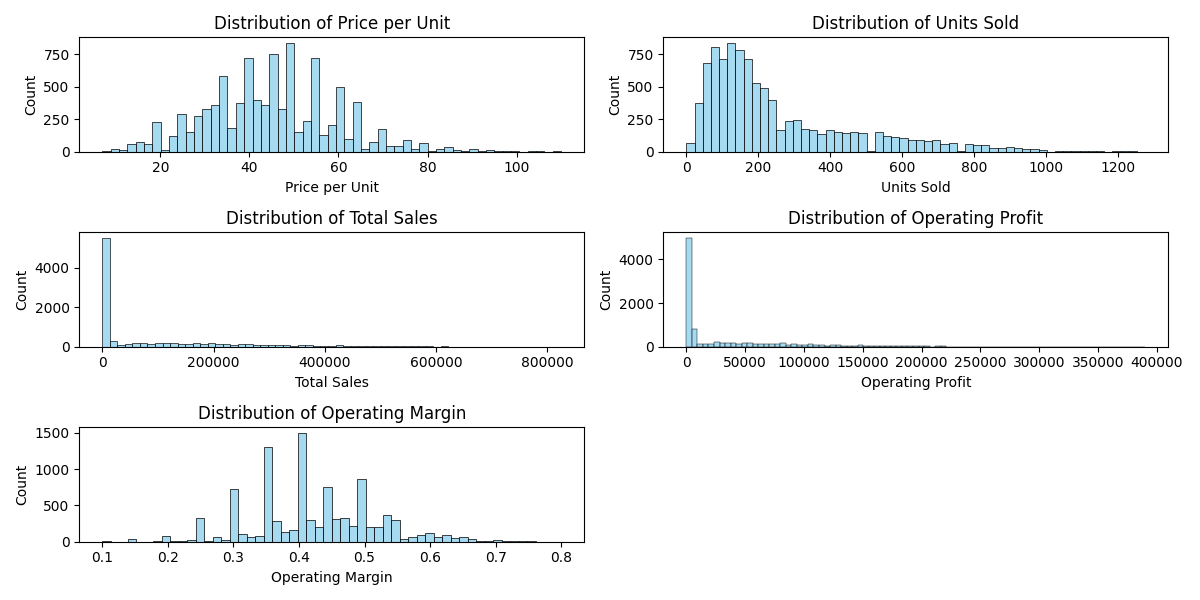 Distribution of Price per Unit
Count
750
500
250
0
20 40 60 80 100
Price per Unit
Distribution of Units Sold
Count
750
500
250
0
0 200 400 600 800 1000 1200
Units Sold
Distribution of Total Sales
Count
4000
2000
0
0 200000 400000 600000 800000
Total Sales
Distribution of Operating Profit
Count
4000
2000
0
0 50000 100000 150000 200000 250000 300000 350000 400000
Operating Profit
Distribution of Operating Margin
Count
1500
1000
500
0
0.1 0.2 0.3 0.4 0.5 0.6 0.7 0.8
Operating Margin